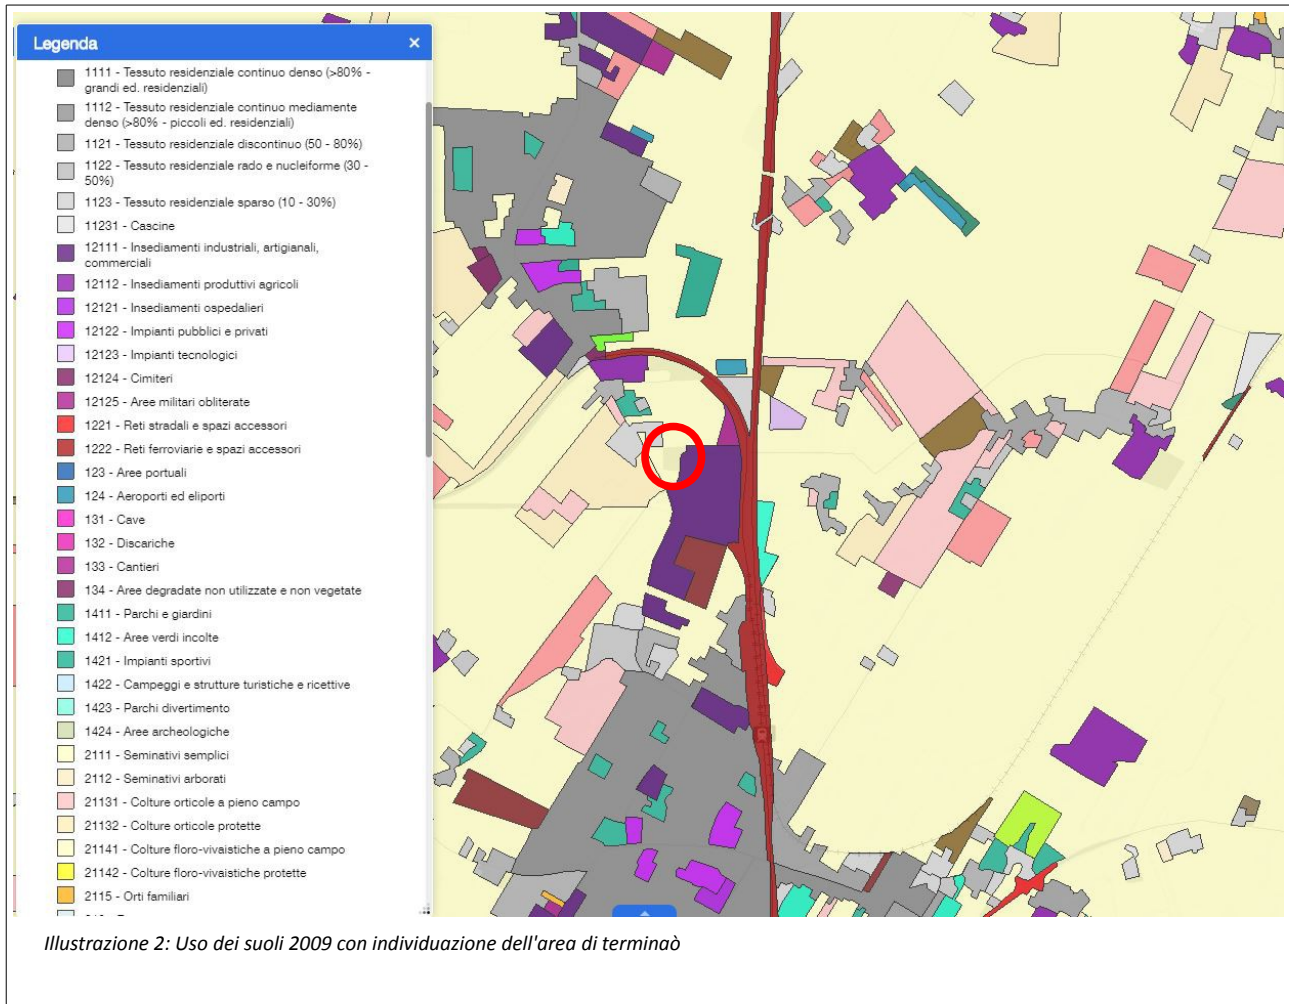 Legenda ×
1111 - Tessuto residenziale continuo denso (>80% -
grandi ed. residenziali)
1112 - Tessuto residenziale continuo mediamente
denso (>80% - piccoli ed. residenziali)
1121 - Tessuto residenziale discontinuo (50 - 80%)
1122 - Tessuto residenziale rado e nucleiforme (30 -
50%)
1123 - Tessuto residenziale sparso (10 - 30%)
11231 - Cascine
12111 - Insediamenti industriali, artigianali,
commerciali
12112 - Insediamenti produttivi agricoli
12121 - Insediamenti ospedalieri
12122 - Impianti pubblici e privati
12123 - Impianti tecnologici
12124 - Cimiteri
12125 - Aree militari obliterate
1221 - Reti stradali e spazi accessori
1222 - Reti ferroviarie e spazi accessori
123 - Aree portuali
124 - Aeroporti ed eliporti
131 - Cave
132 - Discariche
133 - Cantieri
134 - Aree degradate non utilizzate e non vegetate
1411 - Parchi e giardini
1412 - Aree verdi incolte
1421 - Impianti sportivi
1422 - Campeggi e strutture turistiche e ricettive
1423 - Parchi divertimento
1424 - Aree archeologiche
2111 - Seminativi semplici
2112 - Seminativi arborati
21131 - Colture orticole a pieno campo
21132 - Colture orticole protette
21141 - Colture floro-vivaistiche a pieno campo
21142 - Colture floro-vivaistiche protette
2115 - Orti familiari
Illustrazione 2: Uso dei suoli 2009 con individuazione dell'area di terminaò